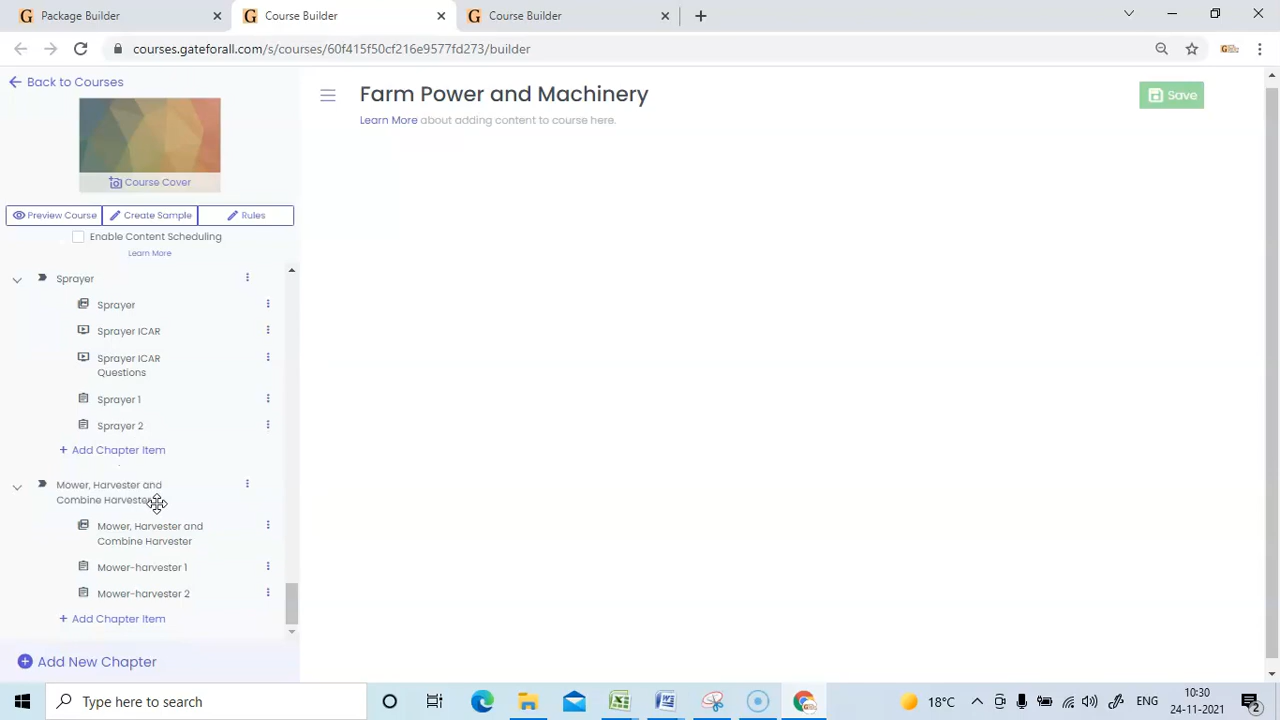 Package Builder
Course Builder
Course Builder
courses.gateforall.com/s/courses/60f415f50cf216e9577fd273/builder
Back to Courses
Course Cover
Preview Course
Create Sample
Rules
Enable Content Scheduling
Learn More
Farm Power and Machinery
Learn More about adding content to course here.
Save
Sprayer
Sprayer
Sprayer ICAR
Sprayer ICAR
Questions
Sprayer 1
Sprayer 2
+ Add Chapter Item
Mower, Harvester and
Combine Harvester
Mower, Harvester and
Combine Harvester
Mower-harvester 1
Mower-harvester 2
+ Add Chapter Item
Add New Chapter
Type here to search
18°C
ENG
10:30
24-11-2021
2